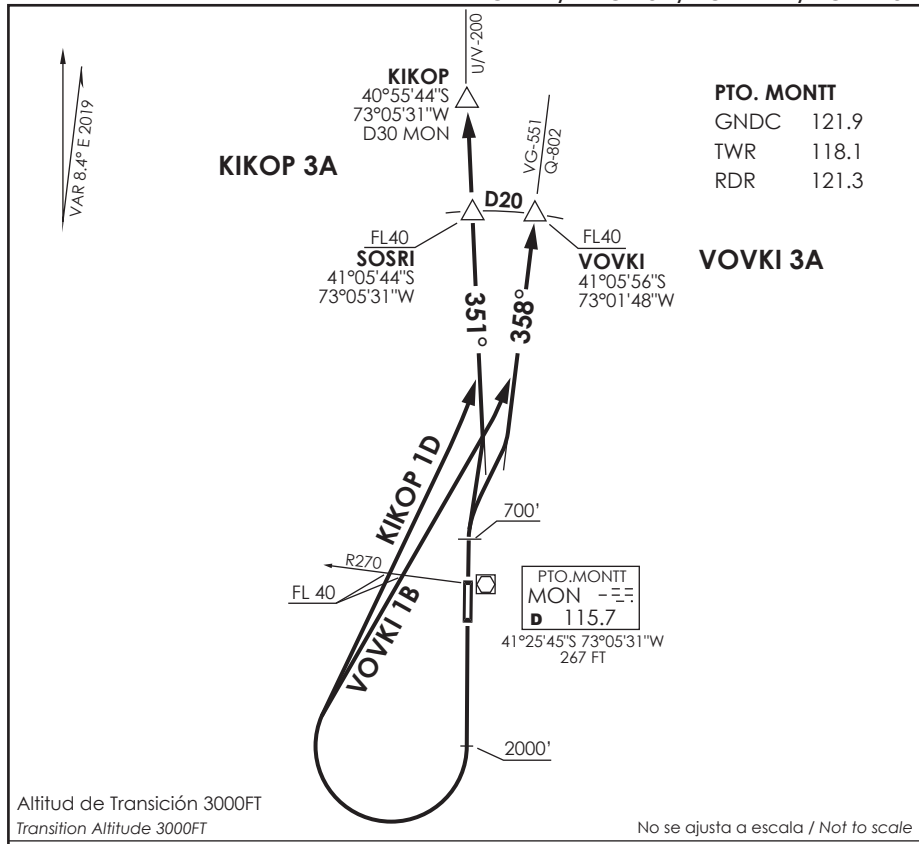 VAR 8.4° E 2019
U/V-200
KIKOP
40°55'44"S
73°05'31"W
D30 MON
KIKOP 3A
VG-551
Q-802
PTO. MONTT
GNDC 121.9
TWR 118.1
RDR 121.3
D20
FL40
SOSRI
41°05'44"S
73°05'31"W
FL40
VOVKI
41°05'56"S
73°01'48"W
VOVKI 3A
351°
358°
KIKOP 1D
VOVKI 1B
700'
R270
FL 40
PTO.MONTT
MON
D 115.7
41°25'45"S 73°05'31"W
267 FT
2000'
Altitud de Transición 3000FT
Transition Altitude 3000FT
No se ajusta a escala / Not to scale